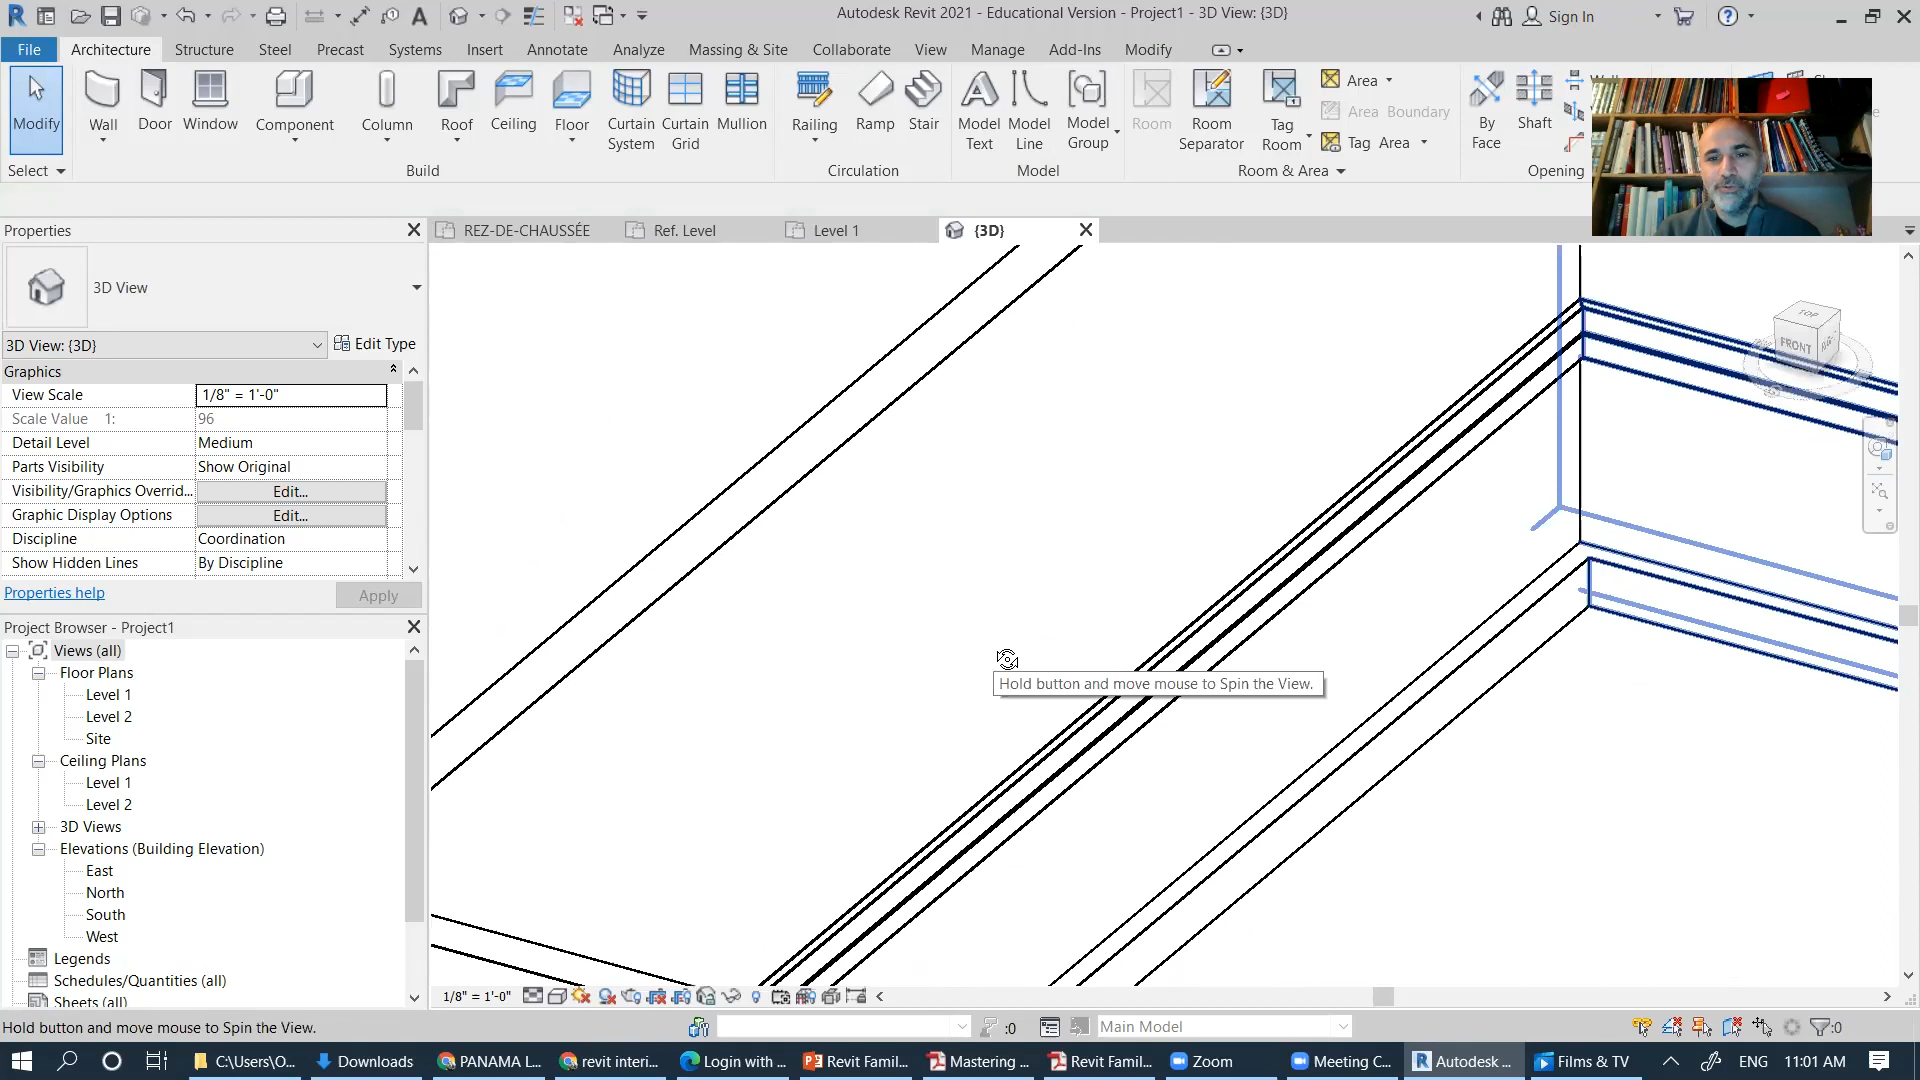 Autodesk Revit 2021 - Educational Version - Project1 - 3D View: {3D}
Sign In
File Architecture Structure Steel Precast Systems Insert Annotate Analyze Massing & Site Collaborate View Manage Add-Ins Modify
Modify Wall Door Window Component Column Roof Ceiling Floor Curtain System Curtain Grid Mullion Railing Ramp Stair Model Text Model Line Model Group Room Room Separator Tag Room
Area
Area Boundary
Tag Area
By Face Shaft
Select Build Circulation Model Room & Area Opening
Properties
REZ-DE-CHAUSSÉE Ref. Level Level 1 {3D}
3D View
3D View: {3D} Edit Type
Graphics
View Scale 1/8" = 1'-0"
Scale Value 1: 96
Detail Level Medium
Parts Visibility Show Original
Visibility/Graphics Overrid... Edit...
Graphic Display Options Edit...
Discipline Coordination
Show Hidden Lines By Discipline
Properties help Apply
TOP
FRONT
Hold button and move mouse to Spin the View.
Project Browser - Project1
Views (all)
Floor Plans
Level 1
Level 2
Site
Ceiling Plans
Level 1
Level 2
3D Views
Elevations (Building Elevation)
East
North
South
West
Legends
Schedules/Quantities (all)
Sheets (all)
1/8" = 1'-0"
Hold button and move mouse to Spin the View.
:0
Main Model
:0
C:\Users\O... Downloads PANAMA L... revit interi... Login with ... Revit Famil... Mastering ... Revit Famil... Zoom Meeting C... Autodesk ... Films & TV ENG 11:01 AM